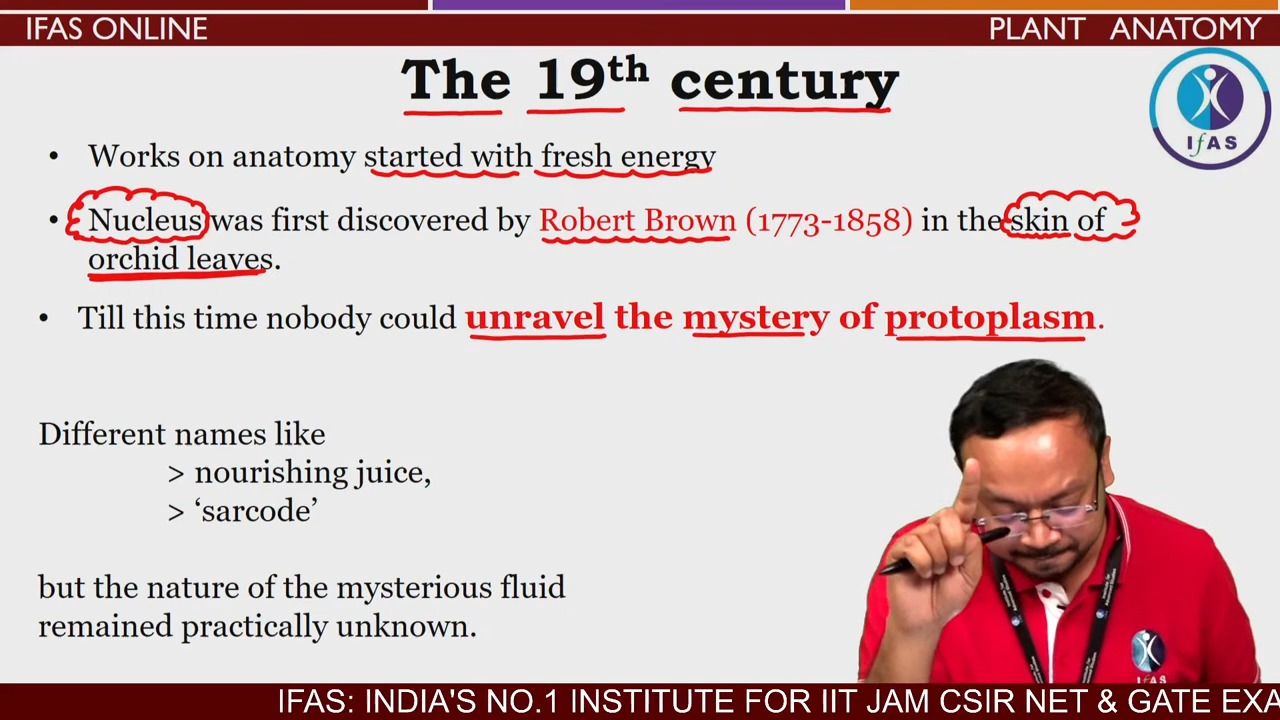 IFAS ONLINE
PLANT ANATOMY
The 19th century
IfAS
• Works on anatomy started with fresh energy
• Nucleus was first discovered by Robert Brown (1773-1858) in the skin of
orchid leaves.
• Till this time nobody could unravel the mystery of protoplasm.
Different names like
> nourishing juice,
> ‘sarcode’
but the nature of the mysterious fluid
remained practically unknown.
IFAS
IFAS: INDIA'S NO.1 INSTITUTE FOR IIT JAM CSIR NET & GATE EXA